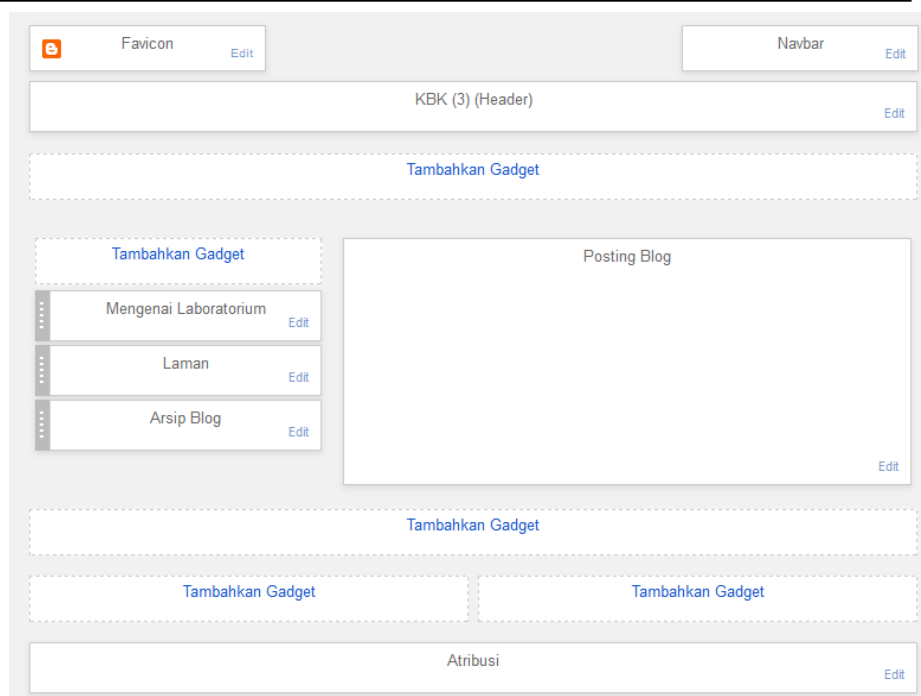 Favicon
Edit
Navbar
Edit
KBK (3) (Header)
Edit
Tambahkan Gadget
Tambahkan Gadget
Mengenai Laboratorium
Edit
Laman
Edit
Arsip Blog
Edit
Posting Blog
Edit
Tambahkan Gadget
Tambahkan Gadget
Tambahkan Gadget
Atribusi
Edit